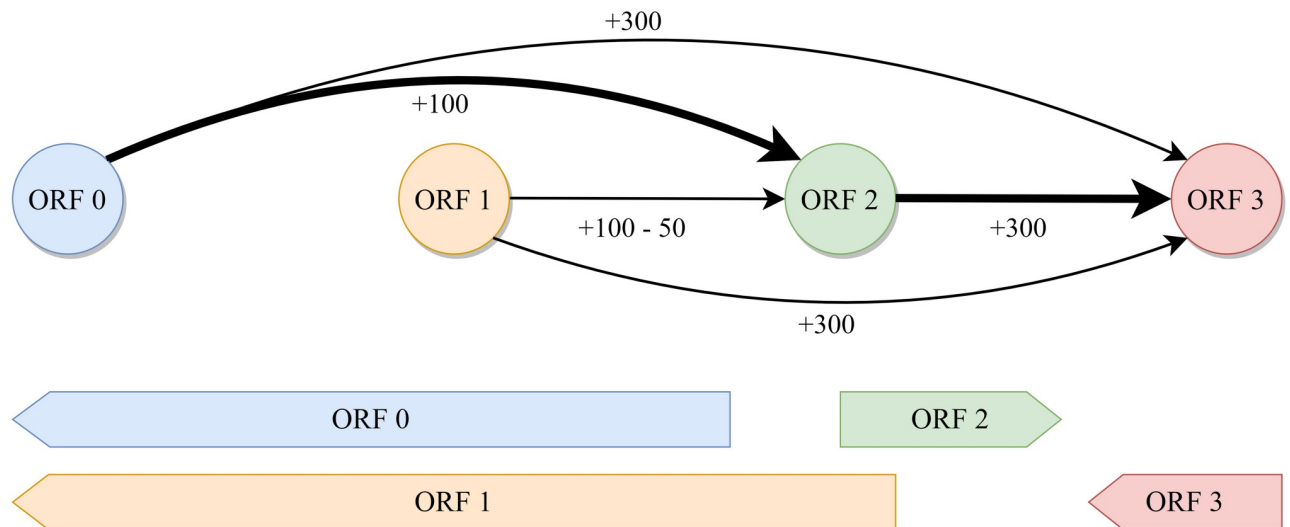 +300
+100
ORF 0
ORF 1
ORF 2
ORF 3
+100 - 50
+300
+300
ORF 0
ORF 2
ORF 1
ORF 3